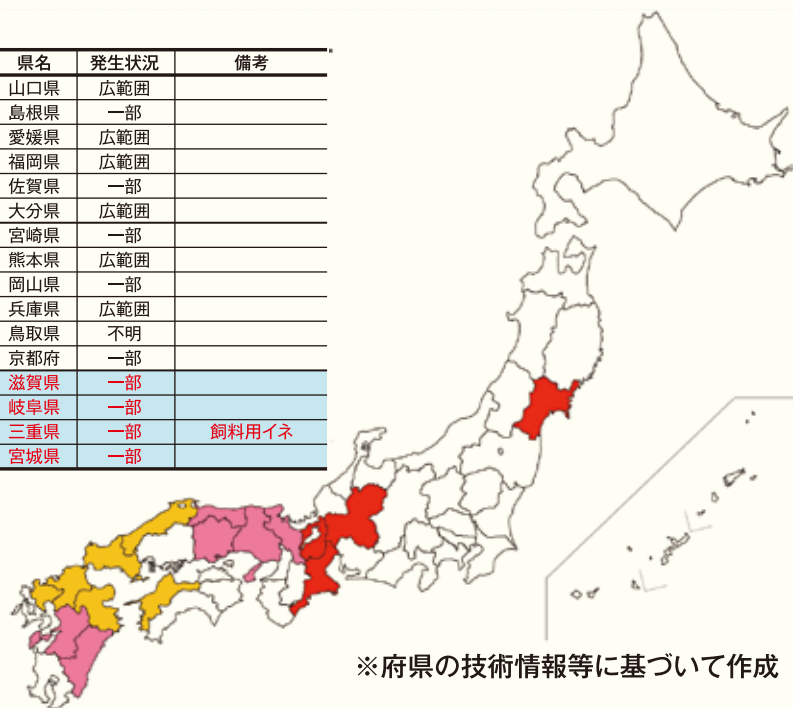 県名 発生状況 備考
山口県 広範囲
島根県 一部
愛媛県 広範囲
福岡県 広範囲
佐賀県 一部
大分県 広範囲
宮崎県 一部
熊本県 広範囲
岡山県 一部
兵庫県 広範囲
鳥取県 不明
京都府 一部
滋賀県 一部
岐阜県 一部
三重県 一部 飼料用イネ
宮城県 一部
※府県の技術情報等に基づいて作成